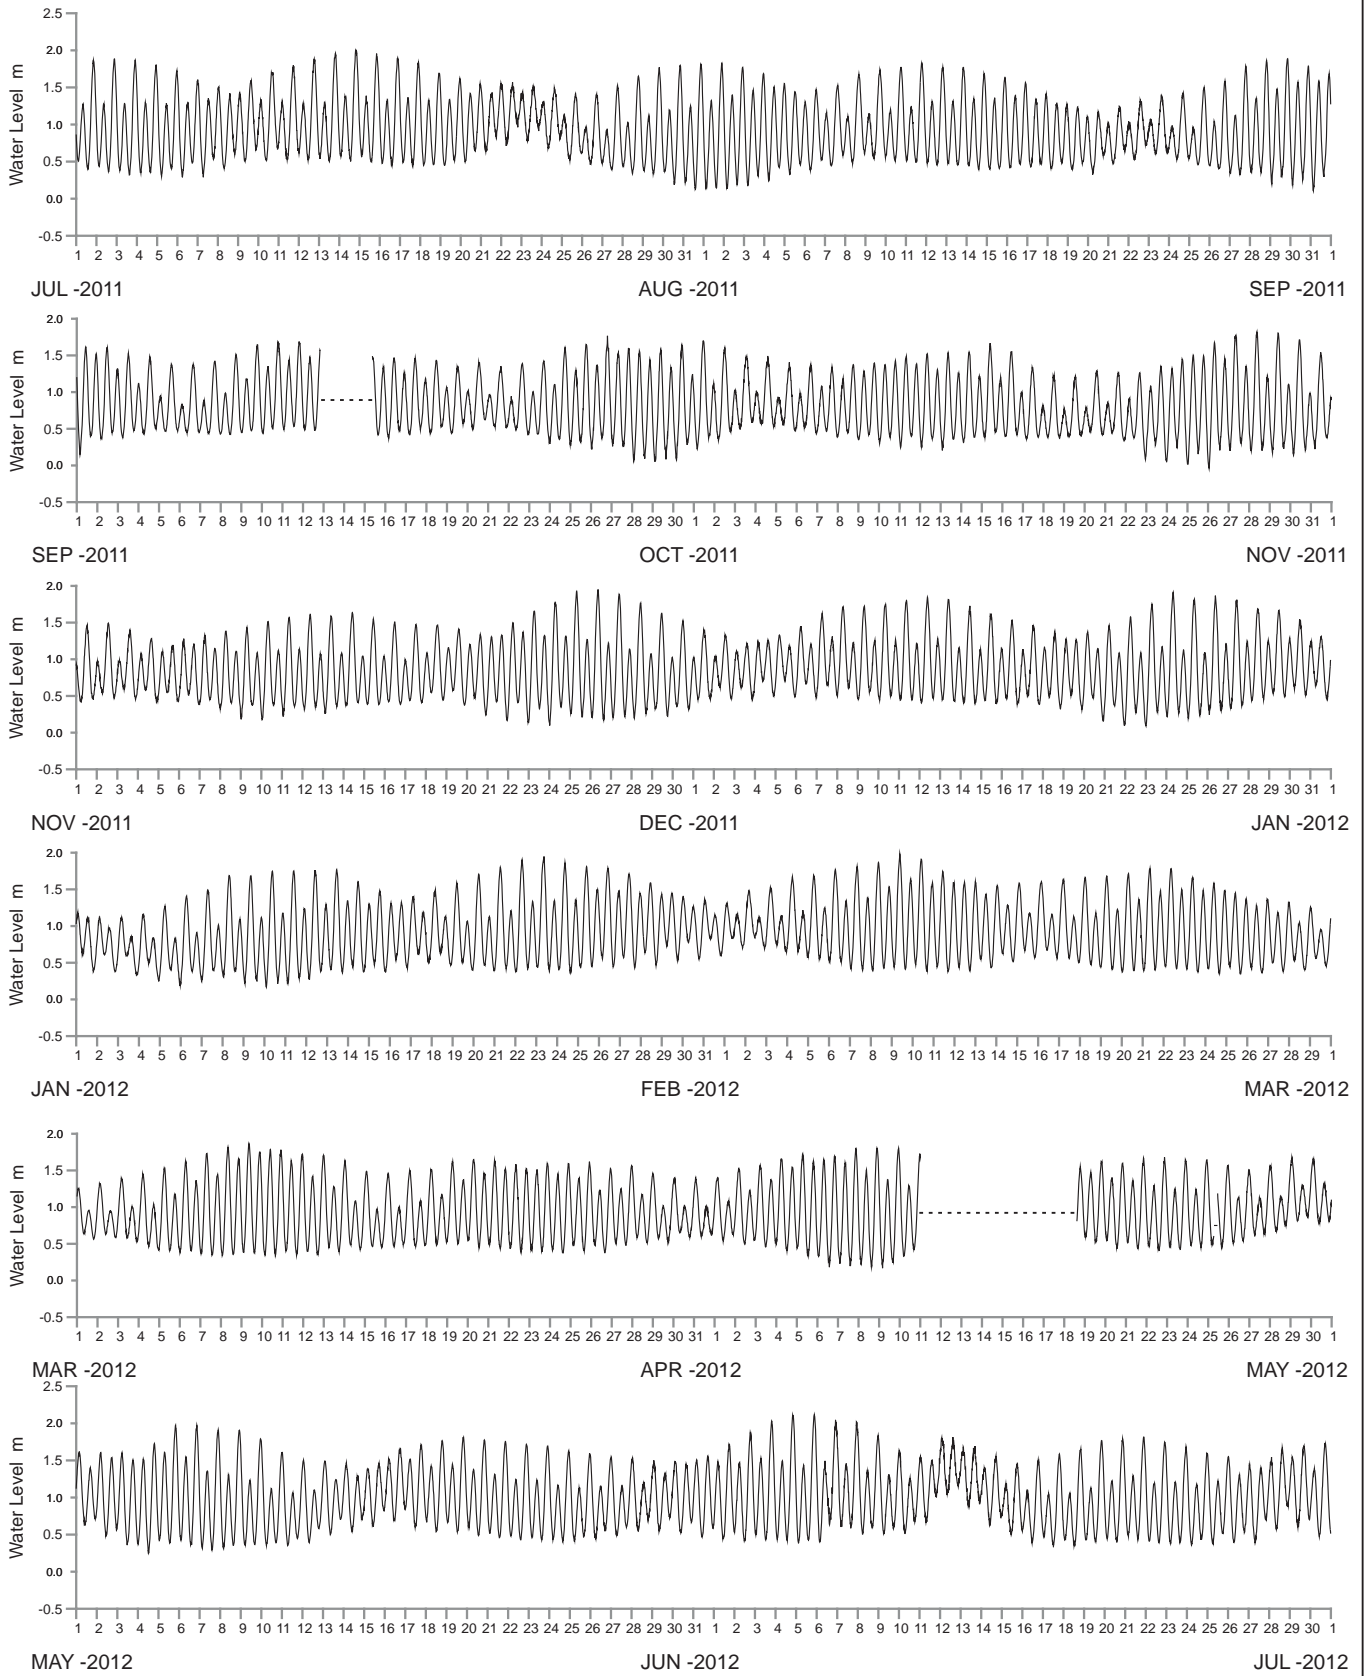 2.5
2.0
1.5
1.0
0.5
0.0
-0.5
Water Level m
1 2 3 4 5 6 7 8 9 10 11 12 13 14 15 16 17 18 19 20 21 22 23 24 25 26 27 28 29 30 31 1 2 3 4 5 6 7 8 9 10 11 12 13 14 15 16 17 18 19 20 21 22 23 24 25 26 27 28 29 30 31 1
JUL -2011 AUG -2011 SEP -2011
2.0
1.5
1.0
0.5
0.0
-0.5
Water Level m
1 2 3 4 5 6 7 8 9 10 11 12 13 14 15 16 17 18 19 20 21 22 23 24 25 26 27 28 29 30 1 2 3 4 5 6 7 8 9 10 11 12 13 14 15 16 17 18 19 20 21 22 23 24 25 26 27 28 29 30 31 1
SEP -2011 OCT -2011 NOV -2011
2.0
1.5
1.0
0.5
0.0
-0.5
Water Level m
1 2 3 4 5 6 7 8 9 10 11 12 13 14 15 16 17 18 19 20 21 22 23 24 25 26 27 28 29 30 1 2 3 4 5 6 7 8 9 10 11 12 13 14 15 16 17 18 19 20 21 22 23 24 25 26 27 28 29 30 31 1
NOV -2011 DEC -2011 JAN -2012
2.0
1.5
1.0
0.5
0.0
-0.5
Water Level m
1 2 3 4 5 6 7 8 9 10 11 12 13 14 15 16 17 18 19 20 21 22 23 24 25 26 27 28 29 30 31 1 2 3 4 5 6 7 8 9 10 11 12 13 14 15 16 17 18 19 20 21 22 23 24 25 26 27 28 29 1
JAN -2012 FEB -2012 MAR -2012
2.0
1.5
1.0
0.5
0.0
-0.5
Water Level m
1 2 3 4 5 6 7 8 9 10 11 12 13 14 15 16 17 18 19 20 21 22 23 24 25 26 27 28 29 30 31 1 2 3 4 5 6 7 8 9 10 11 12 13 14 15 16 17 18 19 20 21 22 23 24 25 26 27 28 29 30 1
MAR -2012 APR -2012 MAY -2012
2.5
2.0
1.5
1.0
0.5
0.0
-0.5
Water Level m
1 2 3 4 5 6 7 8 9 10 11 12 13 14 15 16 17 18 19 20 21 22 23 24 25 26 27 28 29 30 31 1 2 3 4 5 6 7 8 9 10 11 12 13 14 15 16 17 18 19 20 21 22 23 24 25 26 27 28 29 30 1
MAY -2012 JUN -2012 JUL -2012